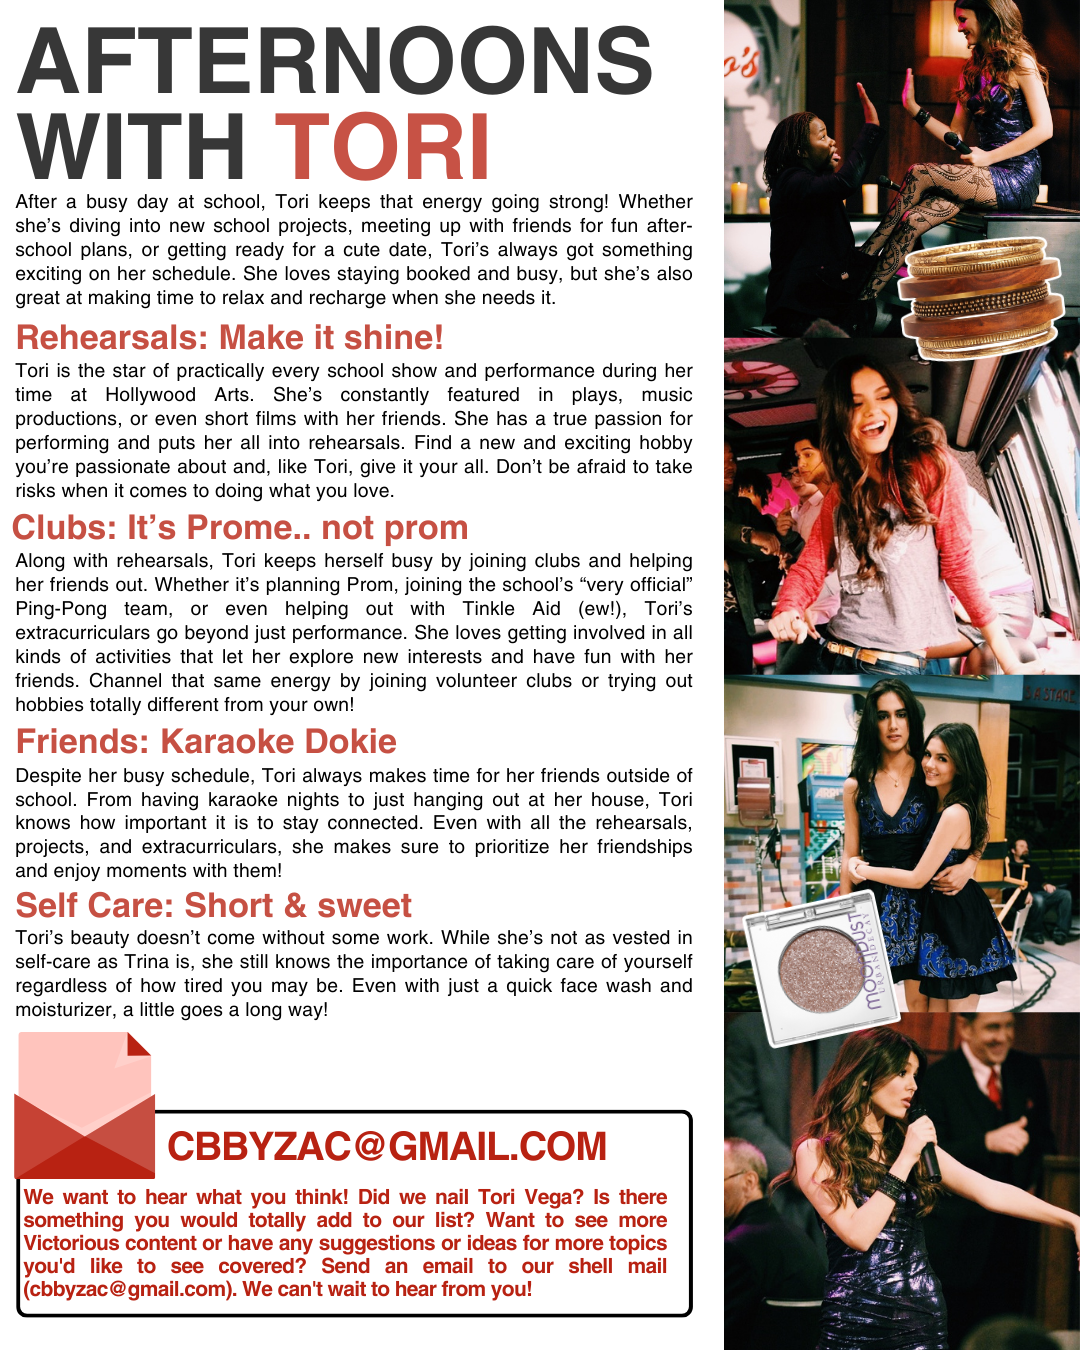 AFTERNOONS
WITH TORI
After a busy day at school, Tori keeps that energy going strong! Whether
she’s diving into new school projects, meeting up with friends for fun after-
school plans, or getting ready for a cute date, Tori’s always got something
exciting on her schedule. She loves staying booked and busy, but she’s also
great at making time to relax and recharge when she needs it.
Rehearsals: Make it shine!
Tori is the star of practically every school show and performance during her
time at Hollywood Arts. She’s constantly featured in plays, music
productions, or even short films with her friends. She has a true passion for
performing and puts her all into rehearsals. Find a new and exciting hobby
you’re passionate about and, like Tori, give it your all. Don’t be afraid to take
risks when it comes to doing what you love.
Clubs: It’s Prome.. not prom
Along with rehearsals, Tori keeps herself busy by joining clubs and helping
her friends out. Whether it’s planning Prom, joining the school’s “very official”
Ping-Pong team, or even helping out with Tinkle Aid (ew!), Tori’s
extracurriculars go beyond just performance. She loves getting involved in all
kinds of activities that let her explore new interests and have fun with her
friends. Channel that same energy by joining volunteer clubs or trying out
hobbies totally different from your own!
Friends: Karaoke Dokie
Despite her busy schedule, Tori always makes time for her friends outside of
school. From having karaoke nights to just hanging out at her house, Tori
knows how important it is to stay connected. Even with all the rehearsals,
projects, and extracurriculars, she makes sure to prioritize her friendships
and enjoy moments with them!
Self Care: Short & sweet
Tori’s beauty doesn’t come without some work. While she’s not as vested in
self-care as Trina is, she still knows the importance of taking care of yourself
regardless of how tired you may be. Even with just a quick face wash and
moisturizer, a little goes a long way!
CBBYZAC@GMAIL.COM
We want to hear what you think! Did we nail Tori Vega? Is there
something you would totally add to our list? Want to see more
Victorious content or have any suggestions or ideas for more topics
you'd like to see covered? Send an email to our shell mail
(cbbyzac@gmail.com). We can't wait to hear from you!
MOONDUST
URBAN DECAY